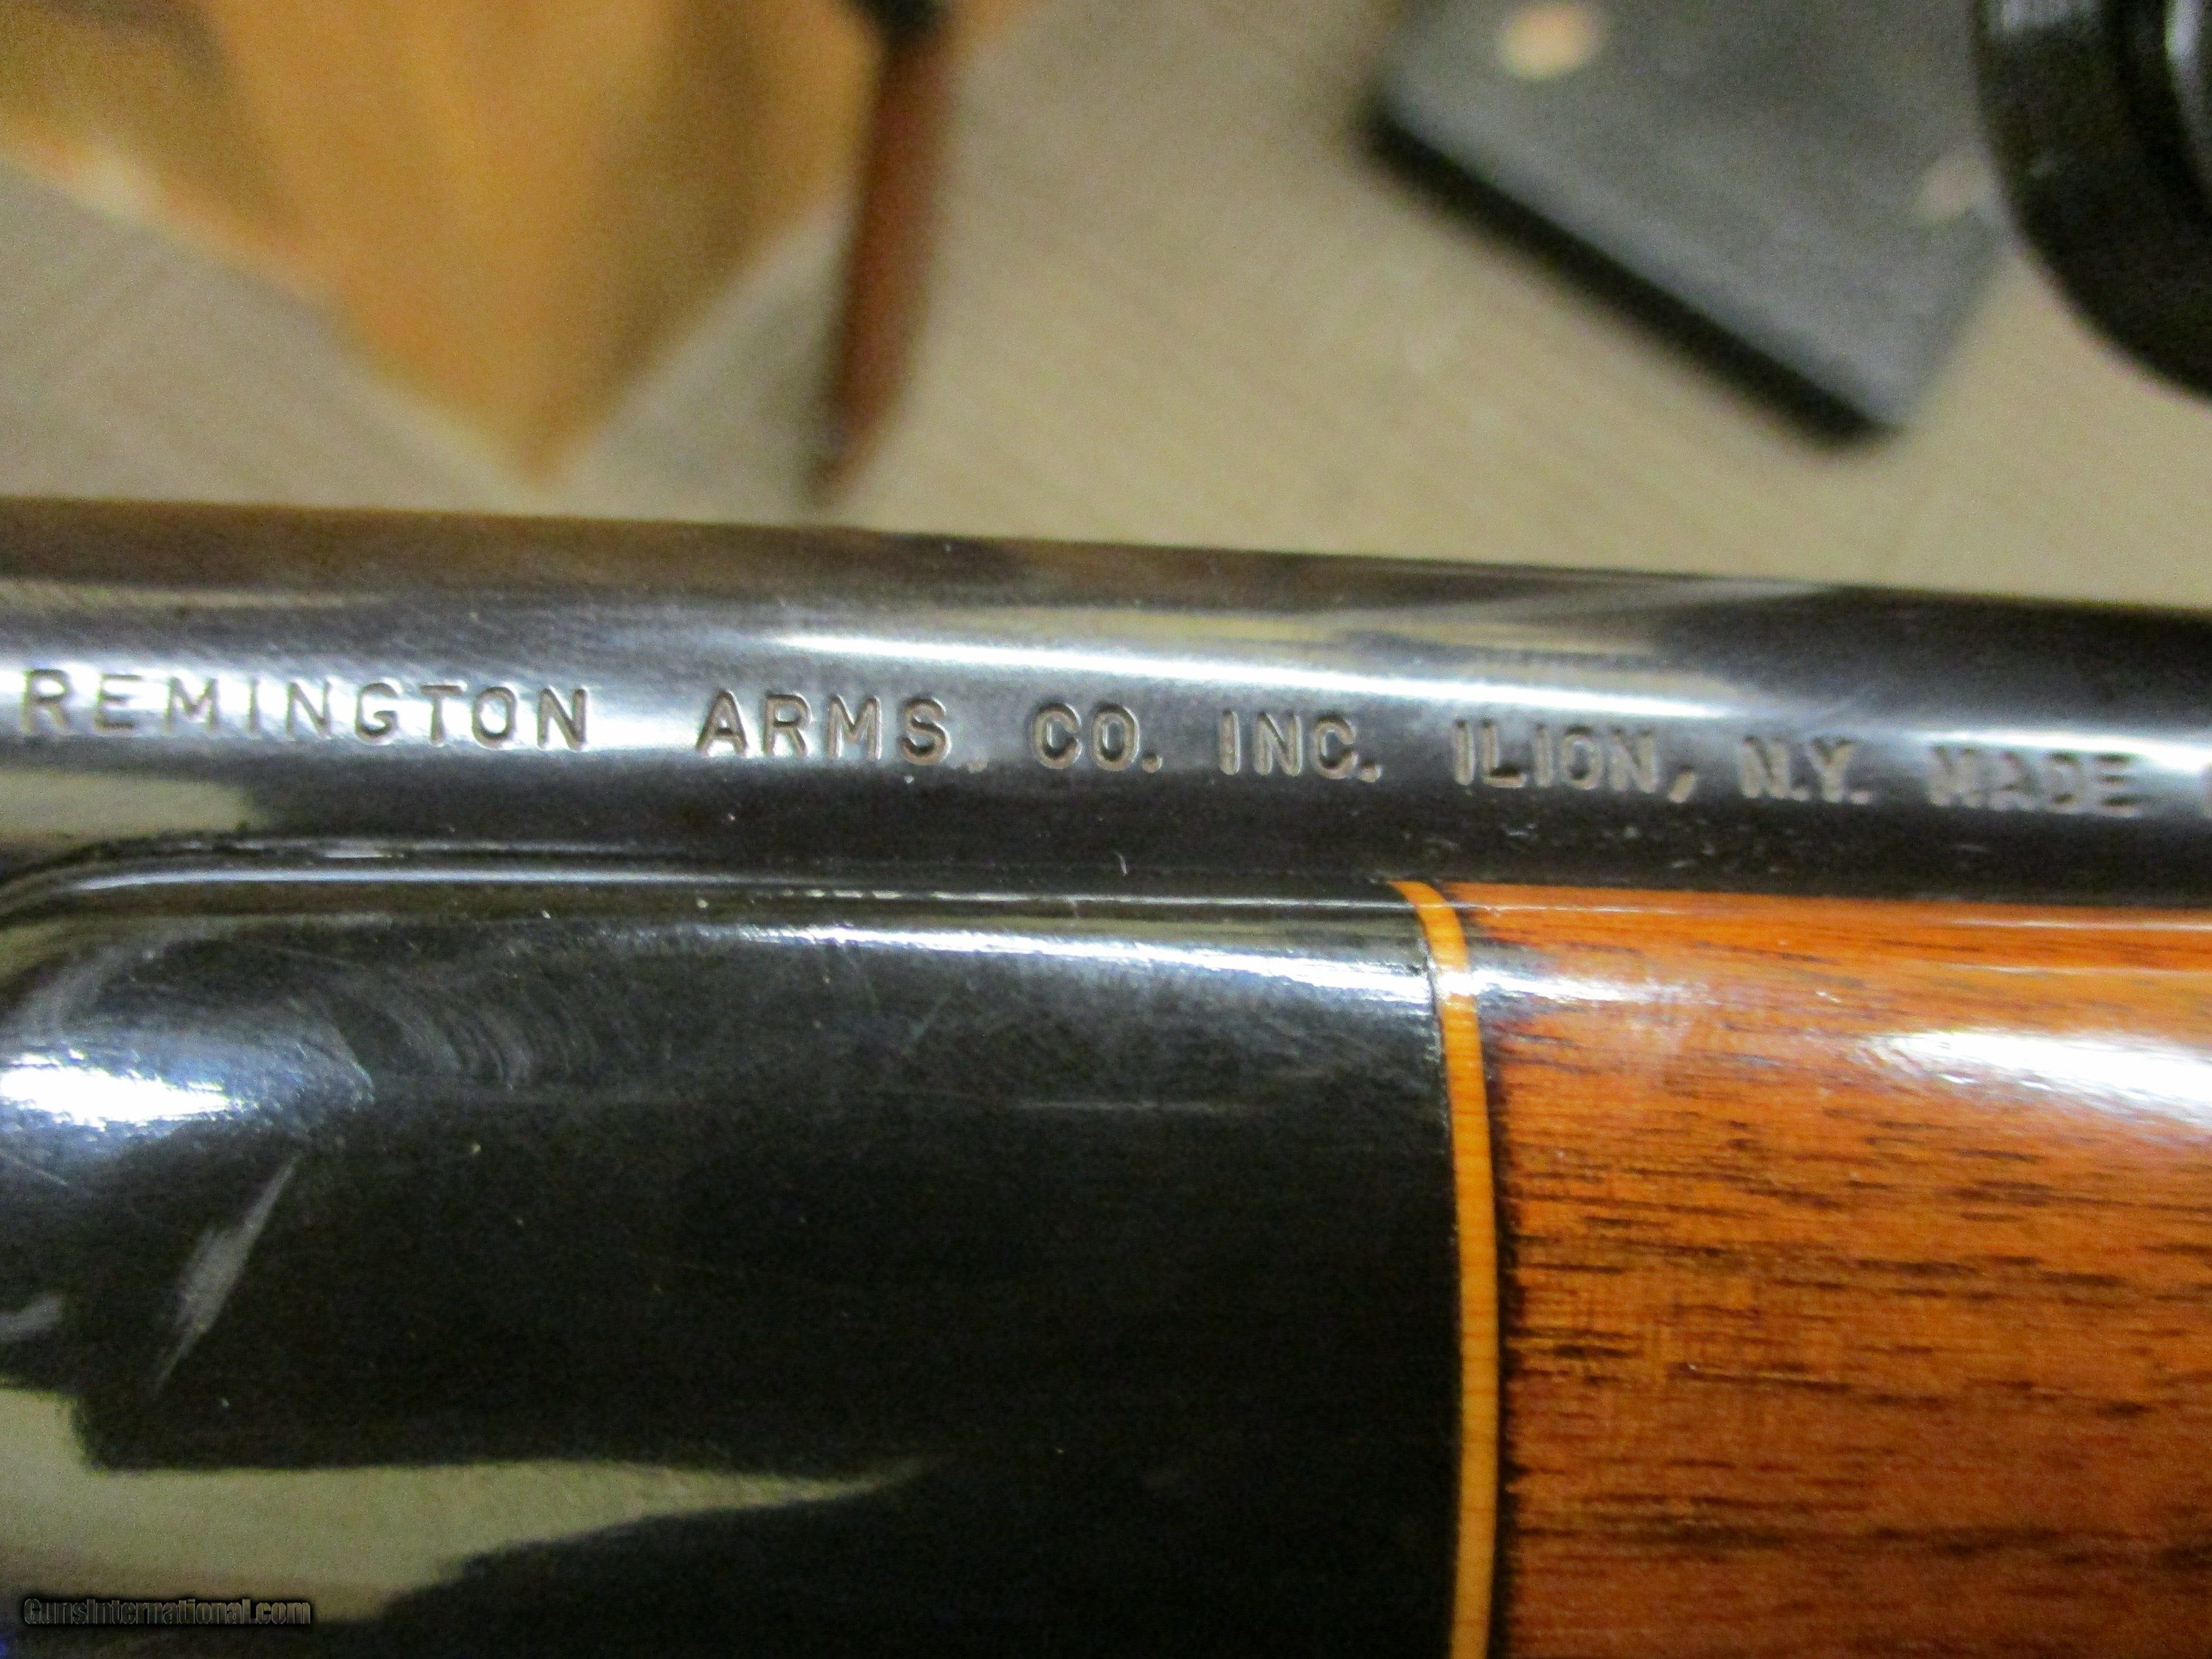 REMINGTON ARMS CO. INC. ILION, N.Y. MADE
GunsInternational.com